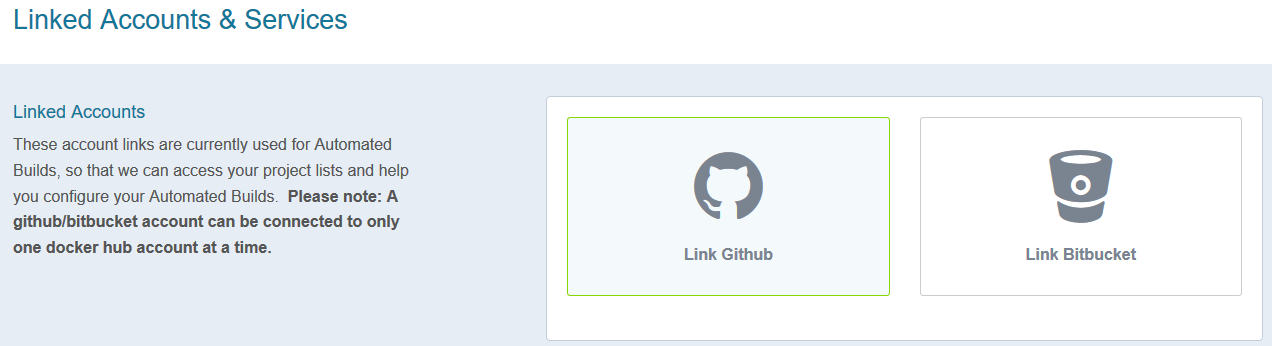 Linked Accounts & Services
Linked Accounts
These account links are currently used for Automated
Builds, so that we can access your project lists and help
you configure your Automated Builds. Please note: A
github/bitbucket account can be connected to only
one docker hub account at a time.
Link Github
Link Bitbucket